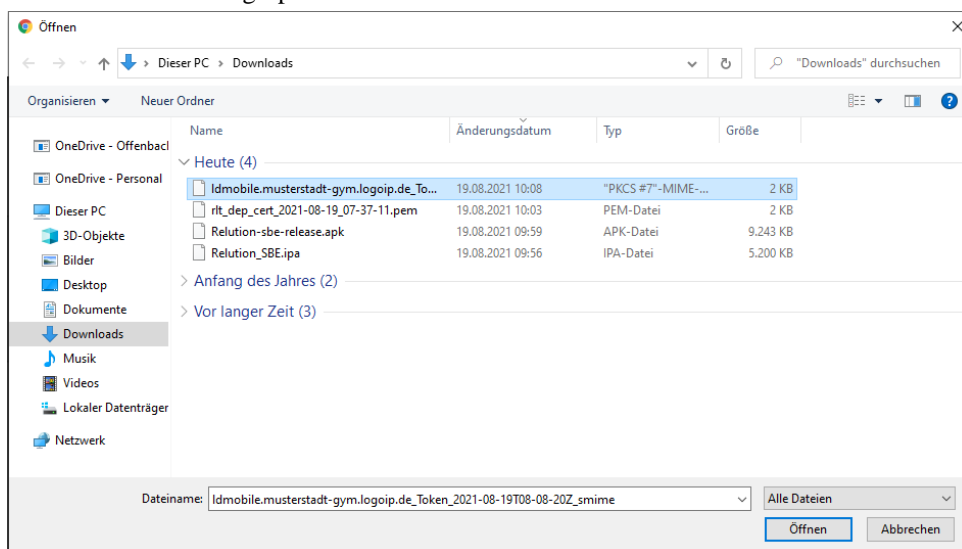 Öffnen
Dieser PC › Downloads
"Downloads" durchsuchen
Organisieren
Neuer Ordner
Name Änderungsdatum Typ Größe
OneDrive - Offenbacl
OneDrive - Personal
Dieser PC
3D-Objekte
Bilder
Desktop
Dokumente
Downloads
Musik
Videos
Lokaler Datenträger
Netzwerk
Heute (4)
ldmobile.musterstadt-gym.logoip.de_To... 19.08.2021 10:08 "PKCS #7"-MIME-... 2 KB
rlt_dep_cert_2021-08-19_07-37-11.pem 19.08.2021 10:03 PEM-Datei 2 KB
Relution-sbe-release.apk 19.08.2021 09:59 APK-Datei 9.243 KB
Relution_SBE.ipa 19.08.2021 09:56 IPA-Datei 5.200 KB
Anfang des Jahres (2)
Vor langer Zeit (3)
Dateiname: ldmobile.musterstadt-gym.logoip.de_Token_2021-08-19T08-08-20Z_smime
Alle Dateien
Öffnen
Abbrechen